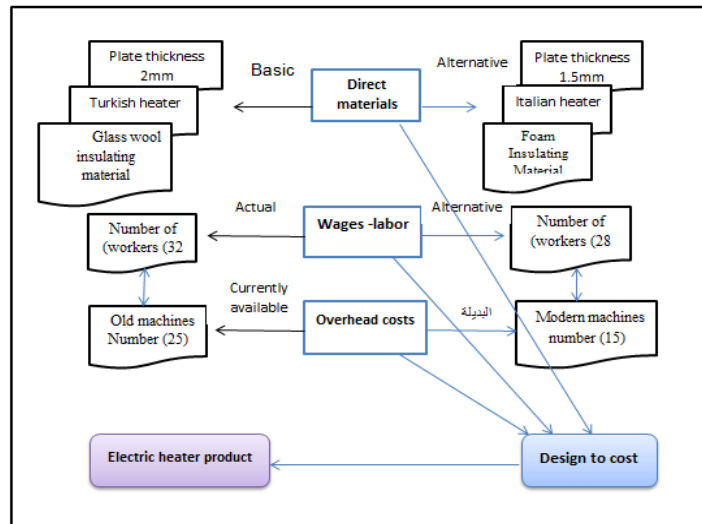 Plate thickness
2mm
Basic
Alternative
Plate thickness
1.5mm
Turkish heater
Direct
materials
Italian heater
Glass wool
insulating
material
Foam
Insulating
Material
Actual
Alternative
Number of
(workers (32
Wages -labor
Number of
(workers (28
Currently
available
البديلة
Old machines
Number (25)
Overhead costs
Modern machines
number (15)
Electric heater product
Design to cost